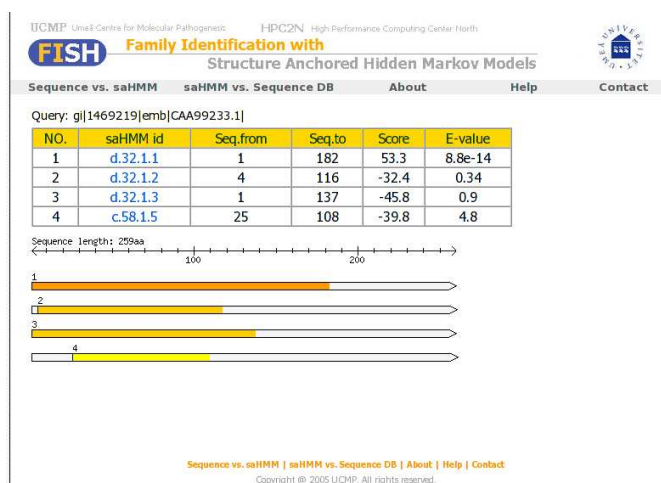 UCMP Umeå Centre for Molecular Pathogenesis HPC2N High Performance Computing Center North
FISH Family Identification with
Structure Anchored Hidden Markov Models
UMEÅ UNIVERSITET
Sequence vs. saHMM saHMM vs. Sequence DB About Help Contact
Query: gi|1469219|emb|CAA99233.1|
NO. saHMM id Seq.from Seq.to Score E-value
1 d.32.1.1 1 182 53.3 8.8e-14
2 d.32.1.2 4 116 -32.4 0.34
3 d.32.1.3 1 137 -45.8 0.9
4 c.58.1.5 25 108 -39.8 4.8
Sequence length: 259aa
100 200
1
2
3
4
Sequence vs. saHMM | saHMM vs. Sequence DB | About | Help | Contact
Copyright © 2005 UCMP. All rights reserved.